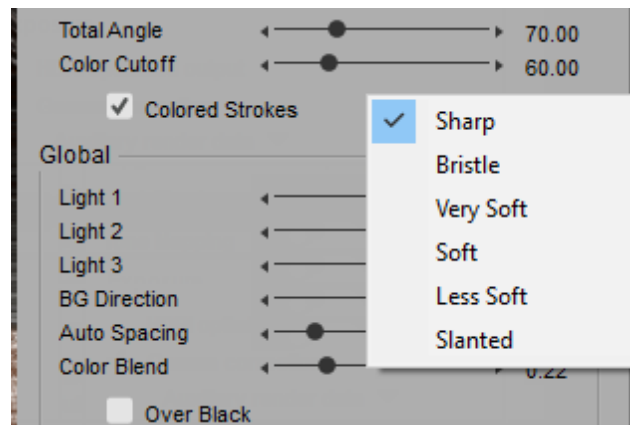 Total Angle 70.00
Color Cutoff 60.00
Colored Strokes
Sharp
Bristle
Very Soft
Soft
Less Soft
Slanted
Global
Light 1
Light 2
Light 3
BG Direction
Auto Spacing
Color Blend 0.22
Over Black